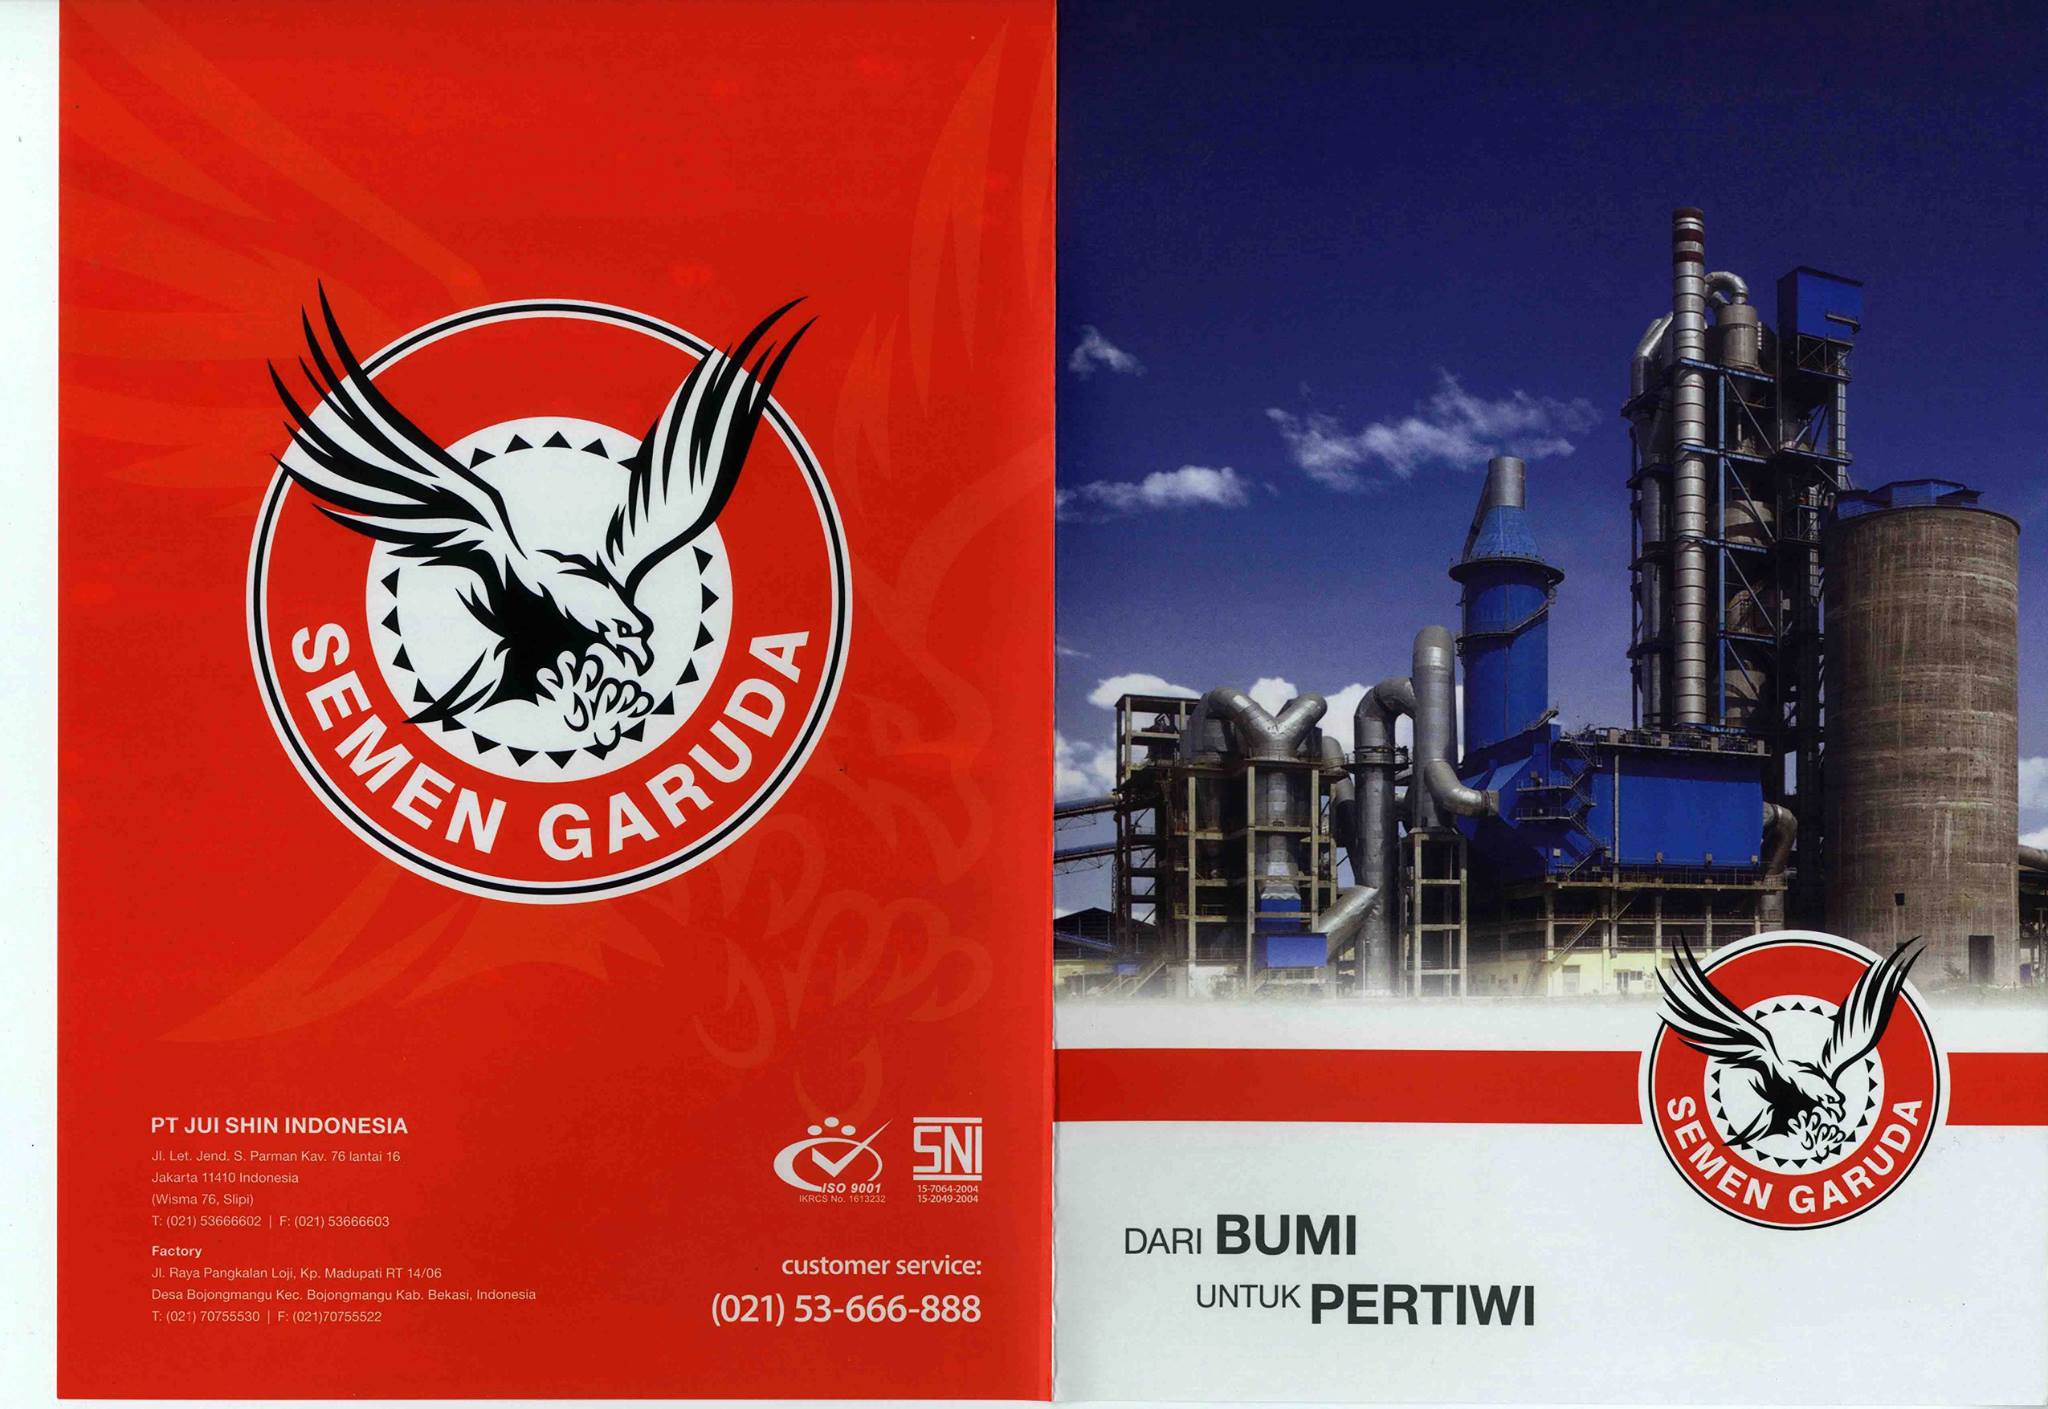 SEMEN GARUDA
PT JUI SHIN INDONESIA
Jl. Let. Jend. S. Parman Kav. 76 lantai 16
Jakarta 11410 Indonesia
(Wisma 76, Slipi)
T: (021) 53666602 | F: (021) 53666603
Factory
Jl. Raya Pangkalan Loji, Kp. Madupati RT 14/06
Desa Bojongmangu Kec. Bojongmangu Kab. Bekasi, Indonesia
T: (021) 70755530 | F: (021)70755522
ISO 9001
IKRCS No. 1613232
SNI
15-7064-2004
15-2049-2004
customer service:
(021) 53-666-888
SEMEN GARUDA
DARI BUMI
UNTUK PERTIWI